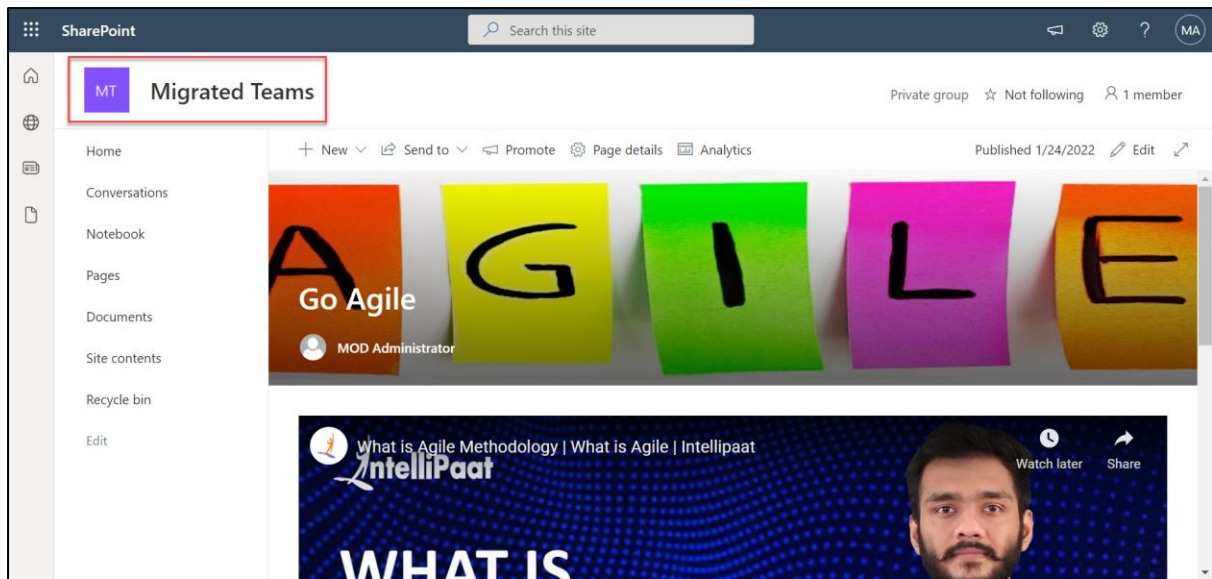 SharePoint
Search this site
?
MA
MT
Migrated Teams
Private group
Not following
1 member
Home
Conversations
Notebook
Pages
Documents
Site contents
Recycle bin
Edit
New
Send to
Promote
Page details
Analytics
Published 1/24/2022
Edit
A G I L E
Go Agile
MOD Administrator
What is Agile Methodology | What is Agile | Intellipaat
IntelliPaat
Watch later
Share
WHAT IS